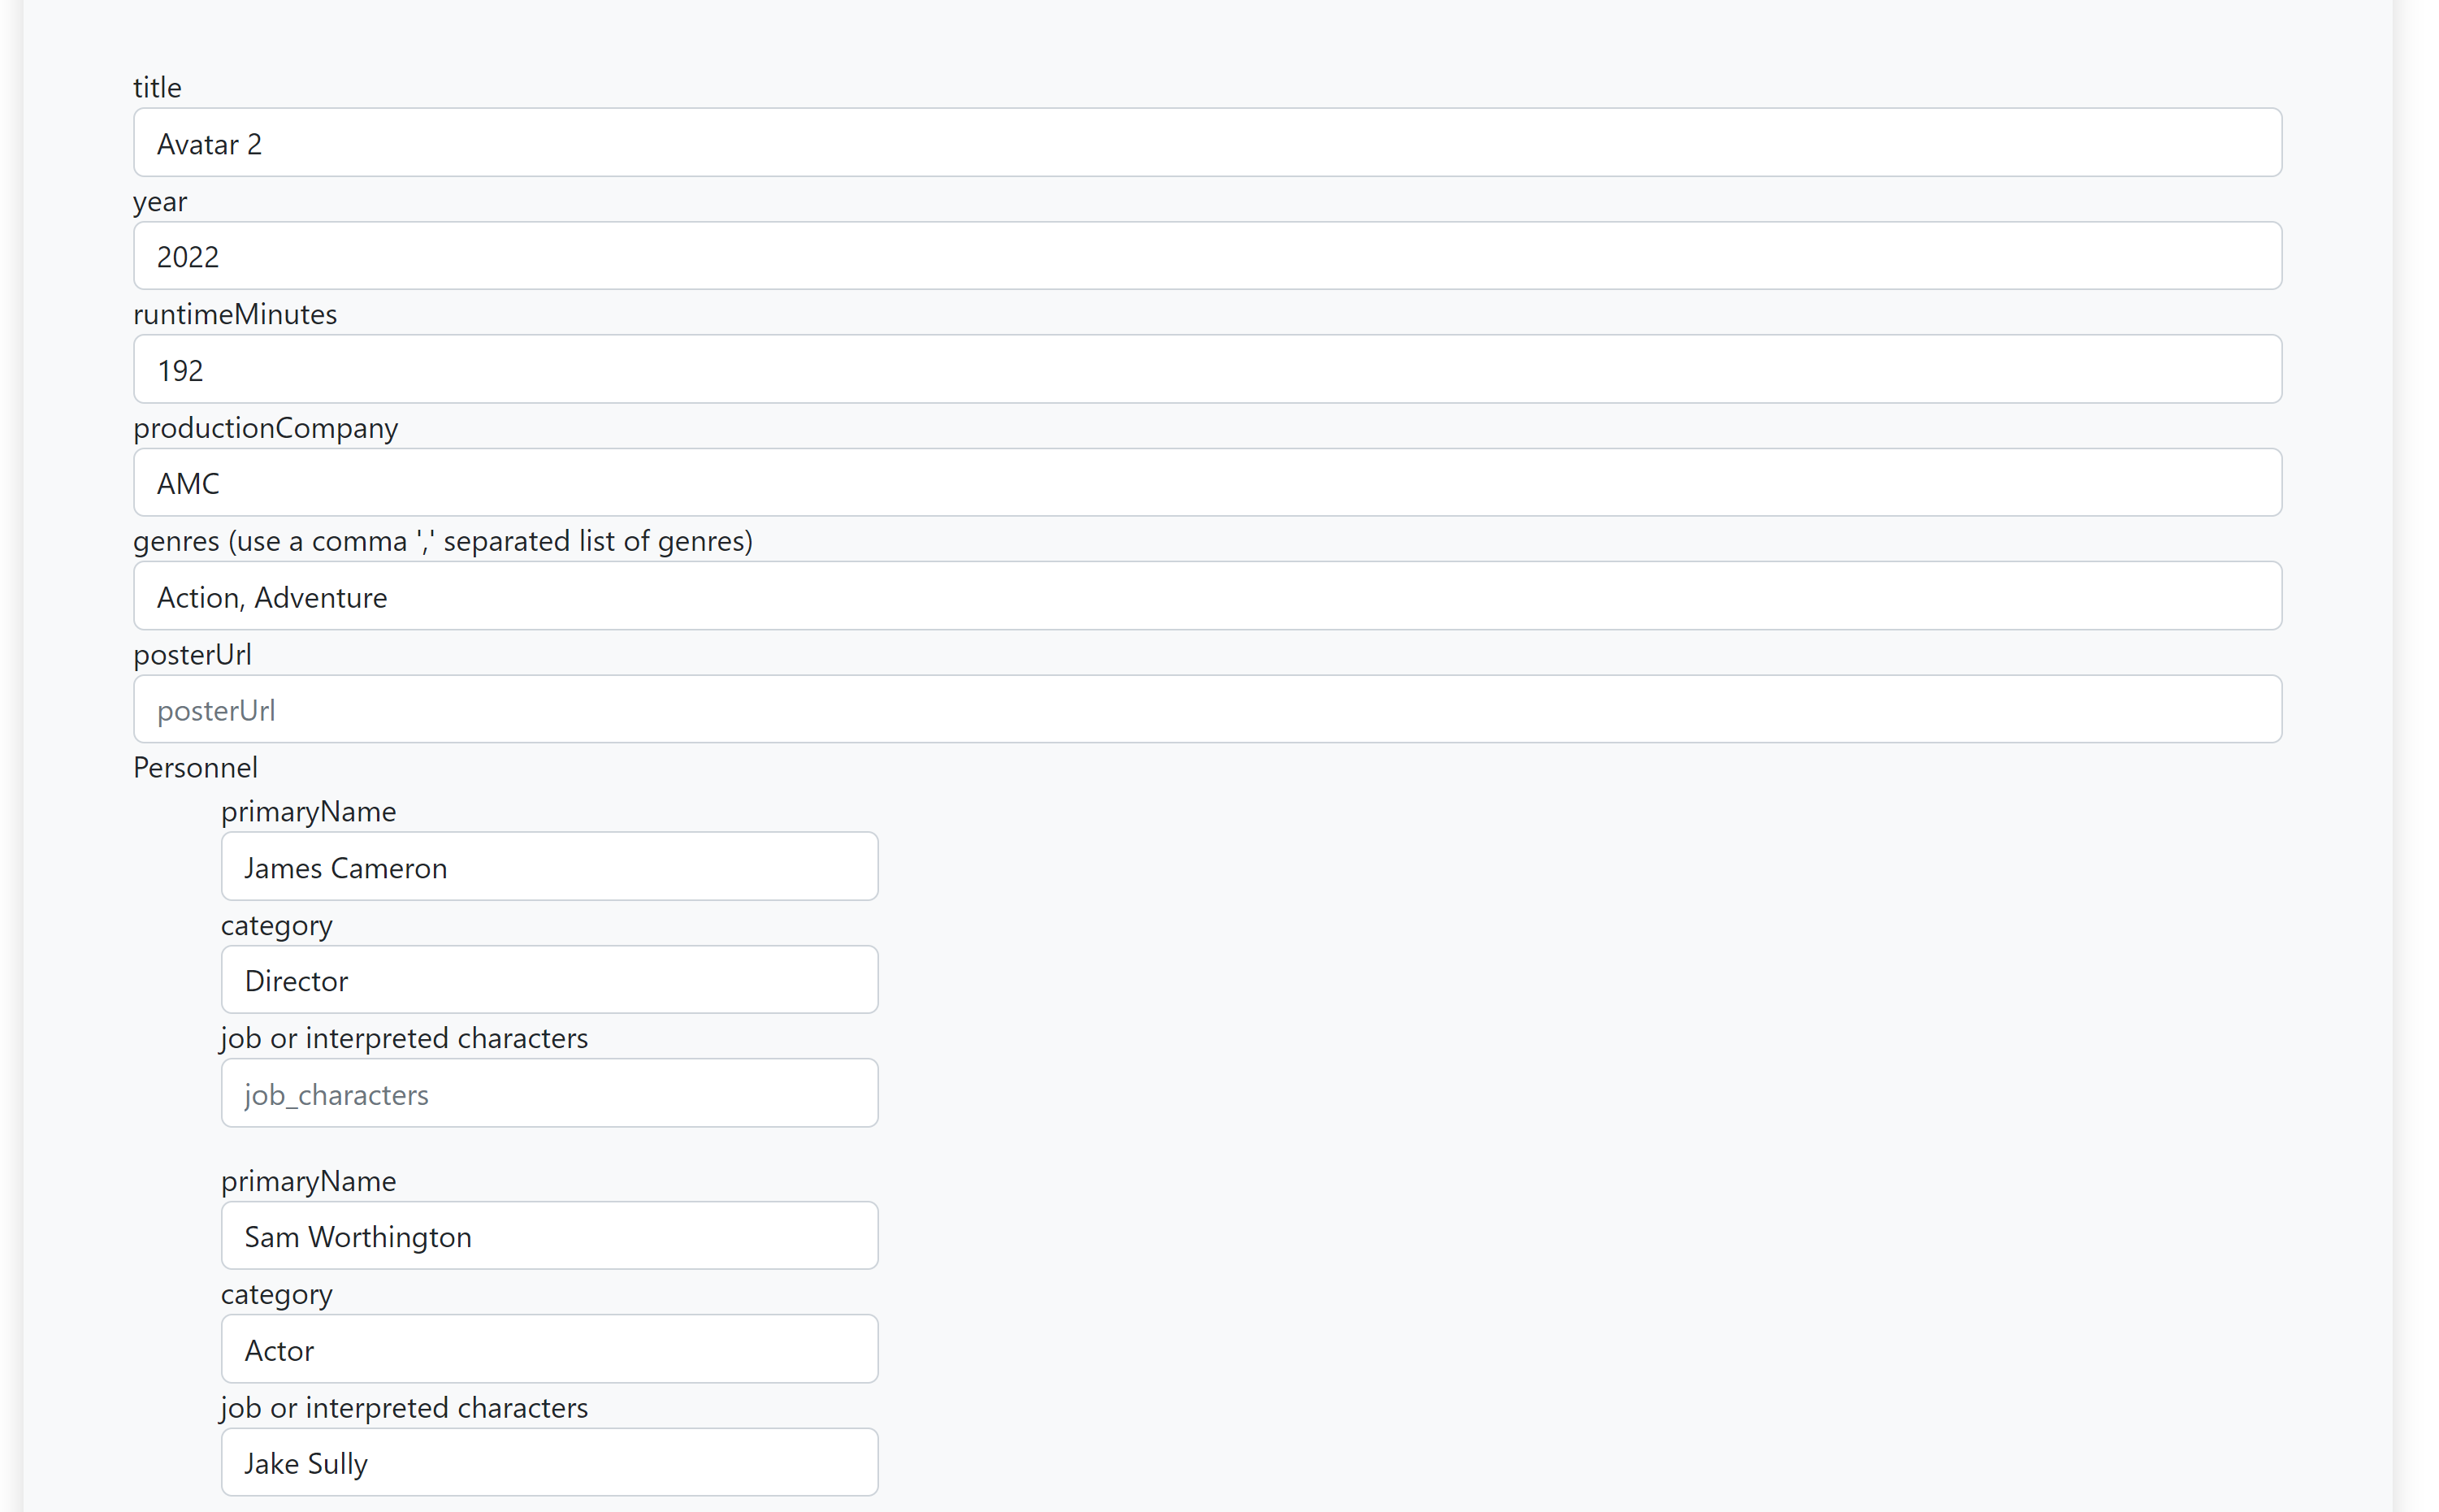 title
Avatar 2
year
2022
runtimeMinutes
192
productionCompany
AMC
genres (use a comma ',' separated list of genres)
Action, Adventure
posterUrl
posterUrl
Personnel
primaryName
James Cameron
category
Director
job or interpreted characters
job_characters
primaryName
Sam Worthington
category
Actor
job or interpreted characters
Jake Sully